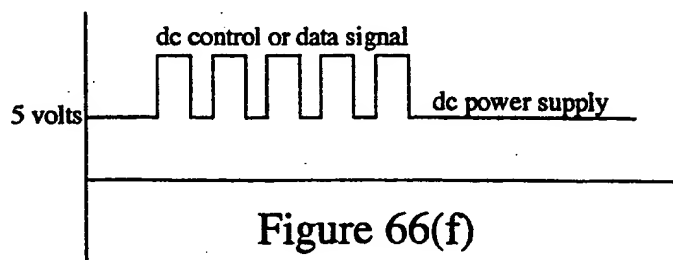 dc control or data signal
5 volts
dc power supply
Figure 66(f)